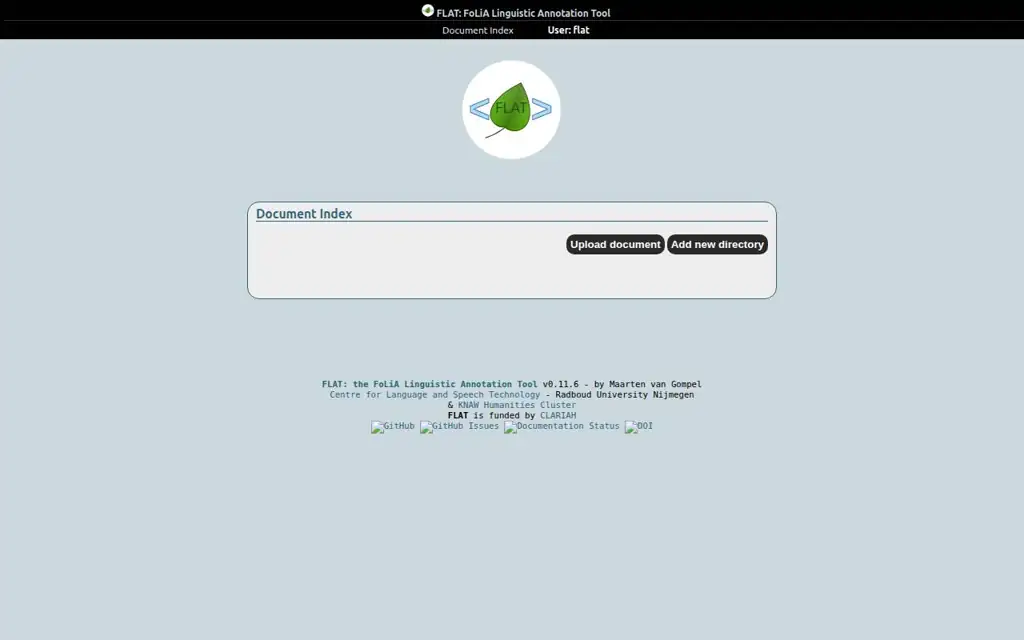 FLAT: FoLiA Linguistic Annotation Tool
Document Index User: flat
<FLAT>
Document Index
Upload document Add new directory
FLAT: the FoLiA Linguistic Annotation Tool v0.11.6 - by Maarten van Gompel
Centre for Language and Speech Technology - Radboud University Nijmegen
& KNAW Humanities Cluster
FLAT is funded by CLARIAH
GitHub GitHub Issues Documentation Status DOI